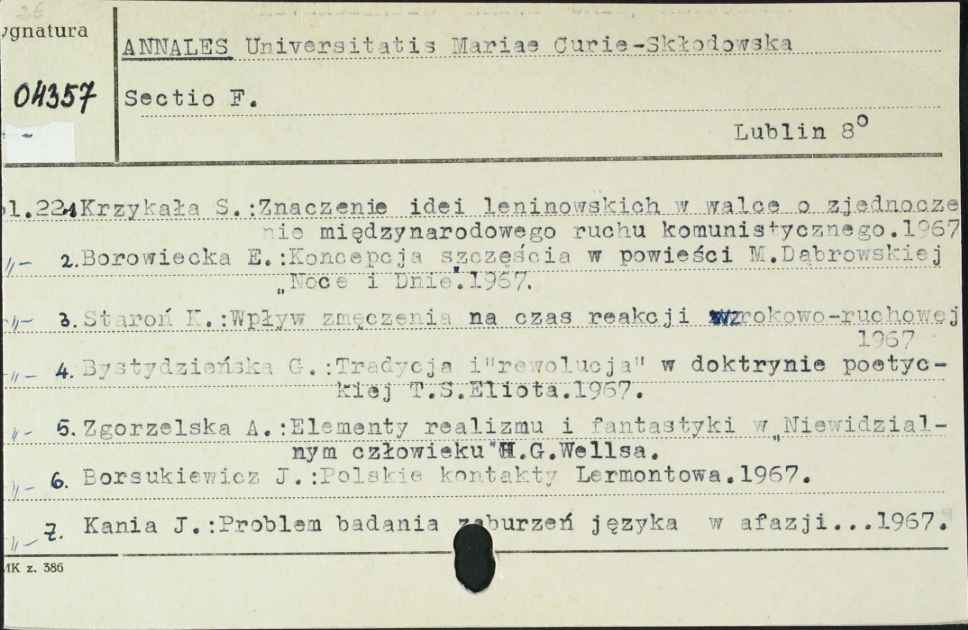 ygnatura
ANNALES Universitatis Mariae Curie-Skłodowska
04357
Sectio F.
Lublin 8°
ol.22 1 Krzykała S.:Znaczenie idei leninowskich w walce o zjednocze
nie międzynarodowego ruchu komunistycznego.1967
-"- 2. Borowiecka E.:Koncepcja szczęścia w powieści M.Dąbrowskiej
„Noce i Dnie".1967.
-"- 3. Staroń K.:Wpływ zmęczenia na czas reakcji wzrokowo-ruchowej
1967
-"- 4. Bystydzieńska G.:Tradycja i"rewolucja" w doktrynie poetyc-
kiej T.S.Eliota.1967.
-"- 5. Zgorzelska A.:Elementy realizmu i fantastyki w „Niewidzial-
nym człowieku"H.G.Wellsa.
-"- 6. Borsukiewicz J.:Polskie kontakty Lermontowa.1967.
-"- 7. Kania J.:Problem badania zaburzeń języka w afazji...1967.
MK z. 386